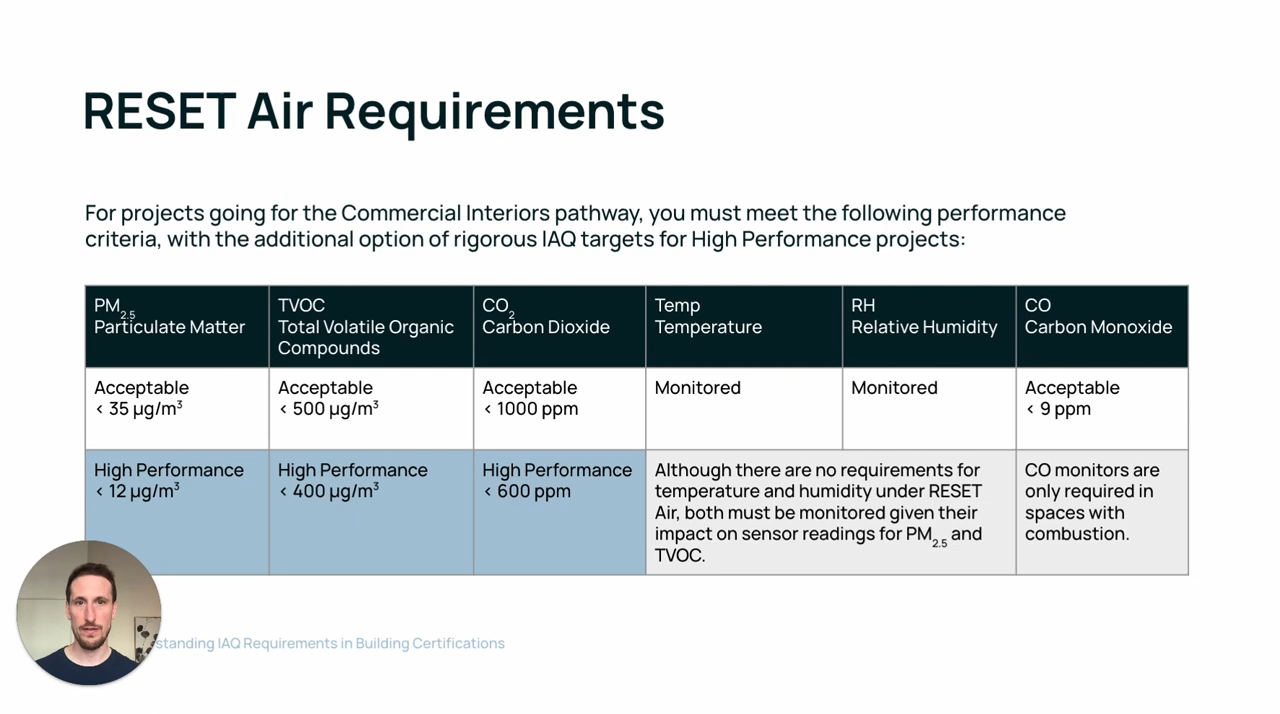 RESET Air Requirements
For projects going for the Commercial Interiors pathway, you must meet the following performance
criteria, with the additional option of rigorous IAQ targets for High Performance projects:
PM2.5
Particulate Matter
TVOC
Total Volatile Organic
Compounds
CO2
Carbon Dioxide
Temp
Temperature
RH
Relative Humidity
CO
Carbon Monoxide
Acceptable
< 35 µg/m³
Acceptable
< 500 µg/m³
Acceptable
< 1000 ppm
Monitored
Monitored
Acceptable
< 9 ppm
High Performance
< 12 µg/m³
High Performance
< 400 µg/m³
High Performance
< 600 ppm
Although there are no requirements for
temperature and humidity under RESET
Air, both must be monitored given their
impact on sensor readings for PM2.5 and
TVOC.
CO monitors are
only required in
spaces with
combustion.
standing IAQ Requirements in Building Certifications